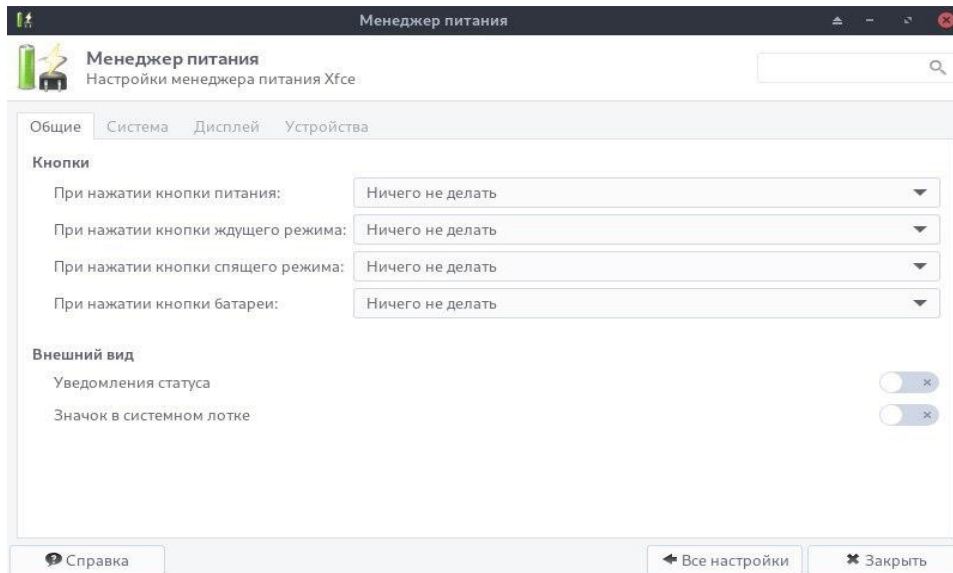 Менеджер питания
Менеджер питания
Настройки менеджера питания Xfce
Общие Система Дисплей Устройства
Кнопки
При нажатии кнопки питания: Ничего не делать
При нажатии кнопки ждущего режима: Ничего не делать
При нажатии кнопки спящего режима: Ничего не делать
При нажатии кнопки батареи: Ничего не делать
Внешний вид
Уведомления статуса
Значок в системном лотке
Справка Все настройки Закрыть